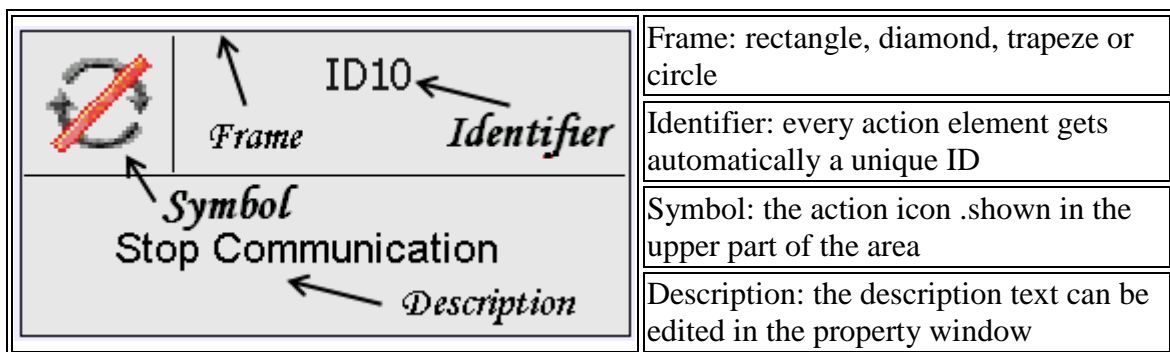 ID10
Frame
Identifier
Symbol
Stop Communication
Description
Frame: rectangle, diamond, trapeze or
circle
Identifier: every action element gets
automatically a unique ID
Symbol: the action icon .shown in the
upper part of the area
Description: the description text can be
edited in the property window